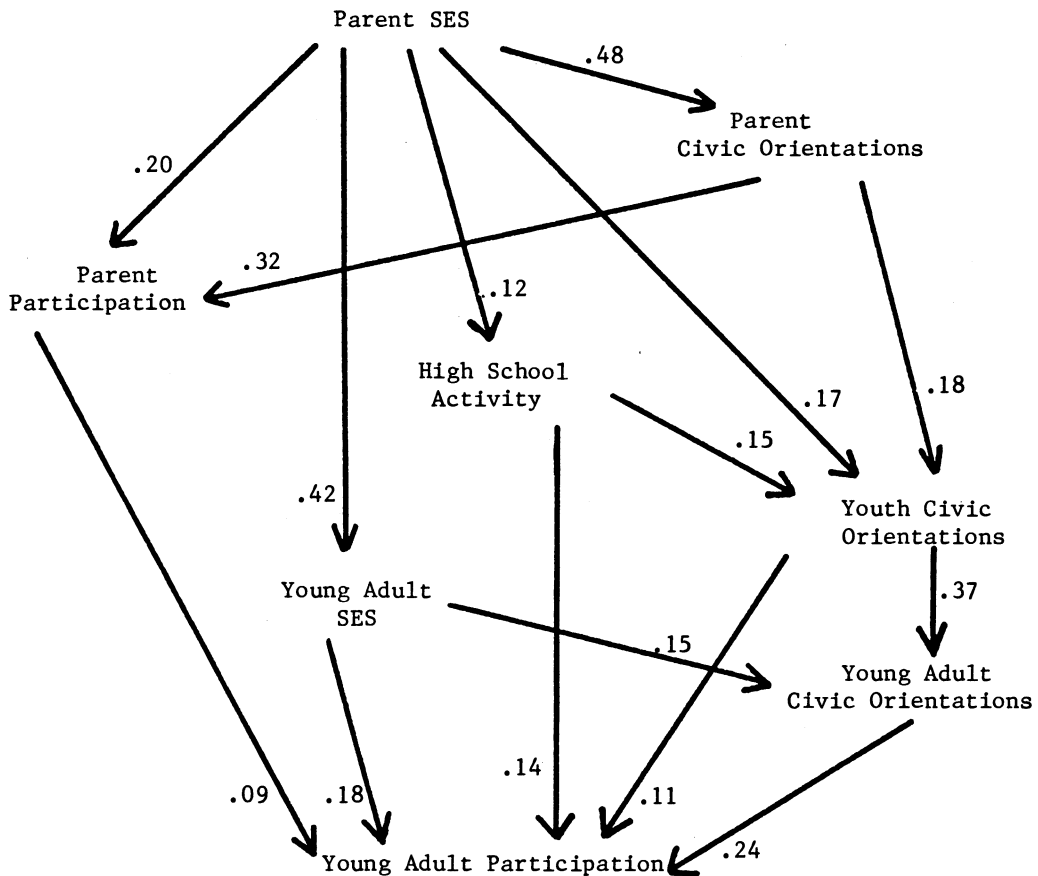 Parent SES
.48
Parent
Civic Orientations
.20
.32
Parent
Participation
.12
High School
Activity
.17
.18
.15
.42
Youth Civic
Orientations
Young Adult
SES
.37
.15
Young Adult
Civic Orientations
.09
.18
.14
.11
.24
Young Adult Participation